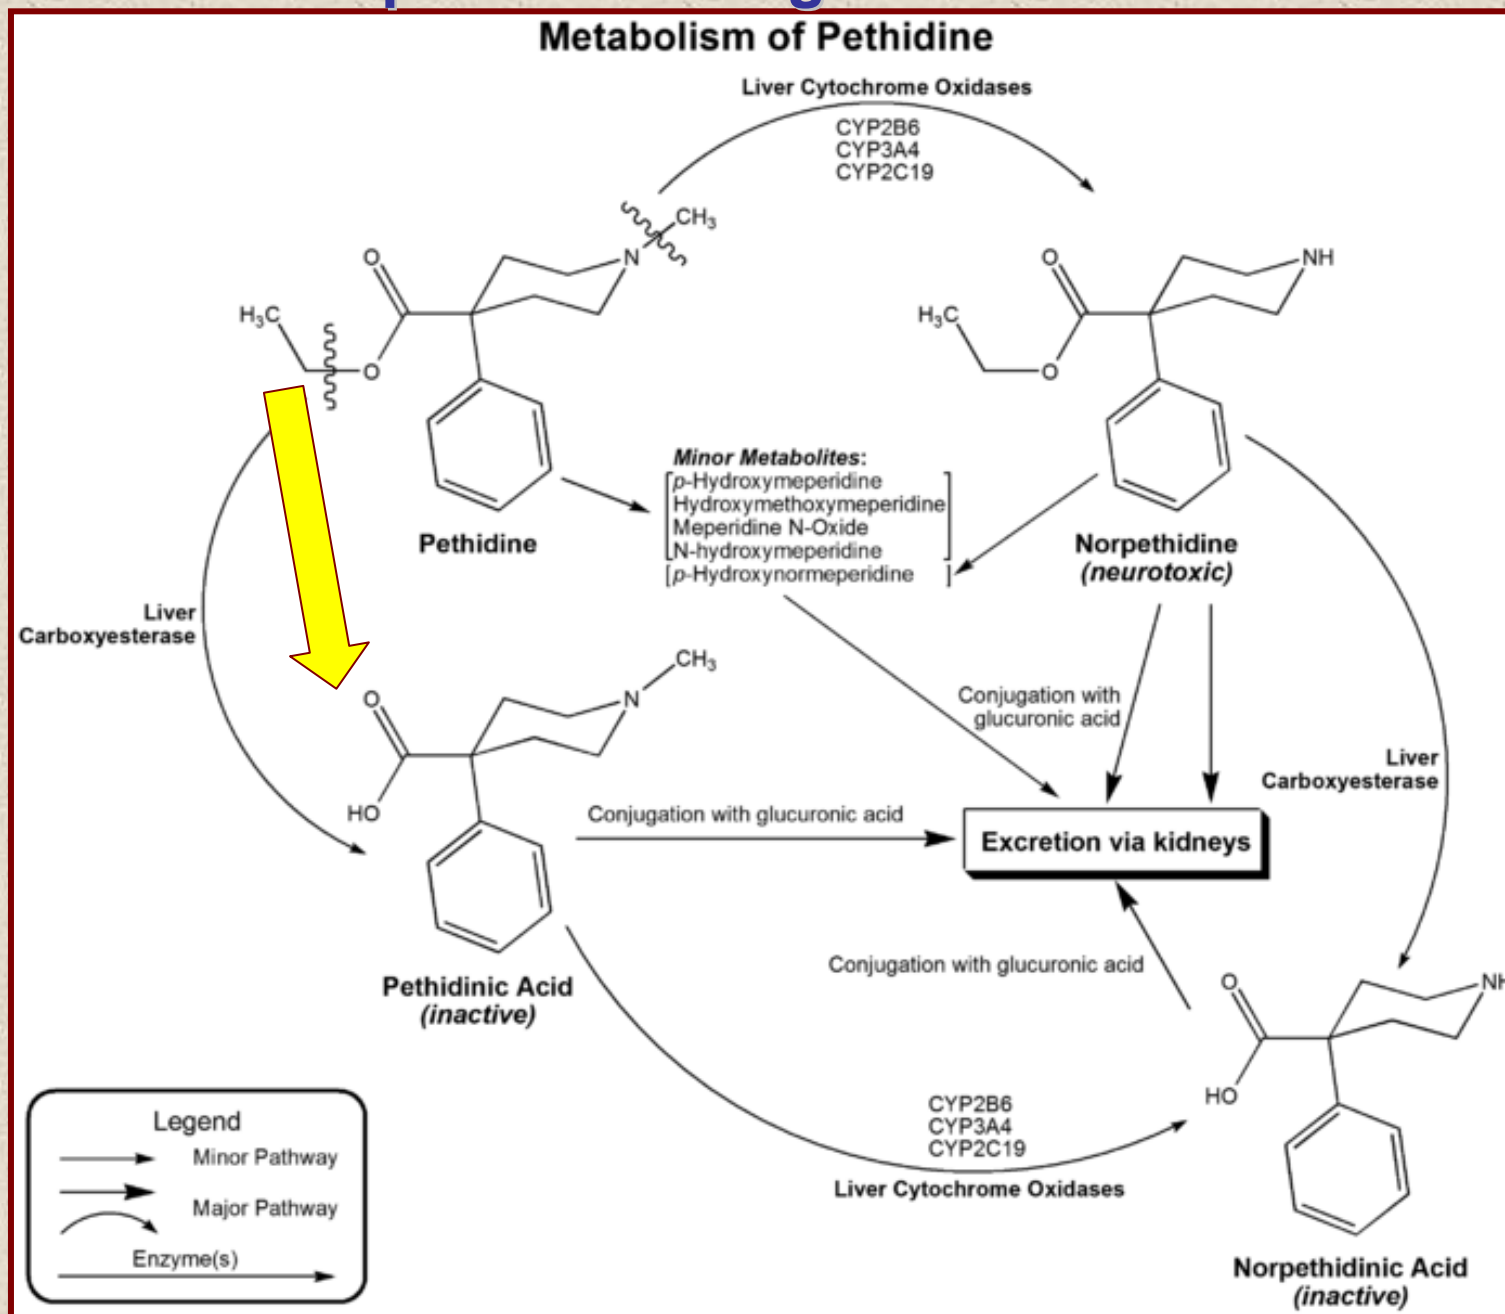 Metabolism of Pethidine
Liver Cytochrome Oxidases
CYP2B6
CYP3A4
CYP2C19
CH3
O
N
H3C
O
Pethidine
O
NH
H3C
O
Norpethidine
(neurotoxic)
Minor Metabolites:
[p-Hydroxymeperidine
Hydroxymethoxymeperidine
Meperidine N-Oxide
N-hydroxymeperidine]
[p-Hydroxynormeperidine ]
Liver
Carboxyesterase
CH3
O
N
HO
Pethidinic Acid
(inactive)
Conjugation with
glucuronic acid
Liver
Carboxyesterase
Conjugation with glucuronic acid
Excretion via kidneys
Conjugation with glucuronic acid
O
NH
HO
Norpethidinic Acid
(inactive)
CYP2B6
CYP3A4
CYP2C19
Liver Cytochrome Oxidases
Legend
Minor Pathway
Major Pathway
Enzyme(s)